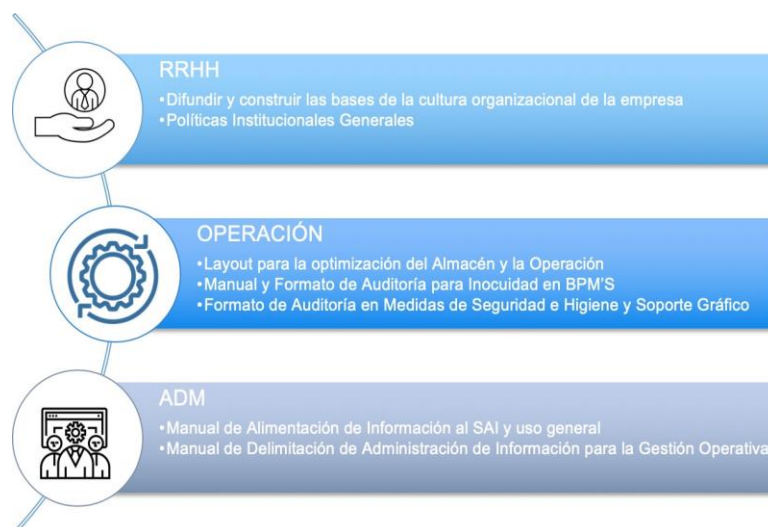 RRHH
•Difundir y construir las bases de la cultura organizacional de la empresa
•Políticas Institucionales Generales
OPERACIÓN
•Layout para la optimización del Almacén y la Operación
•Manual y Formato de Auditoría para Inocuidad en BPM'S
•Formato de Auditoría en Medidas de Seguridad e Higiene y Soporte Gráfico
ADM
•Manual de Alimentación de Información al SAI y uso general
•Manual de Delimitación de Administración de Información para la Gestión Operativa